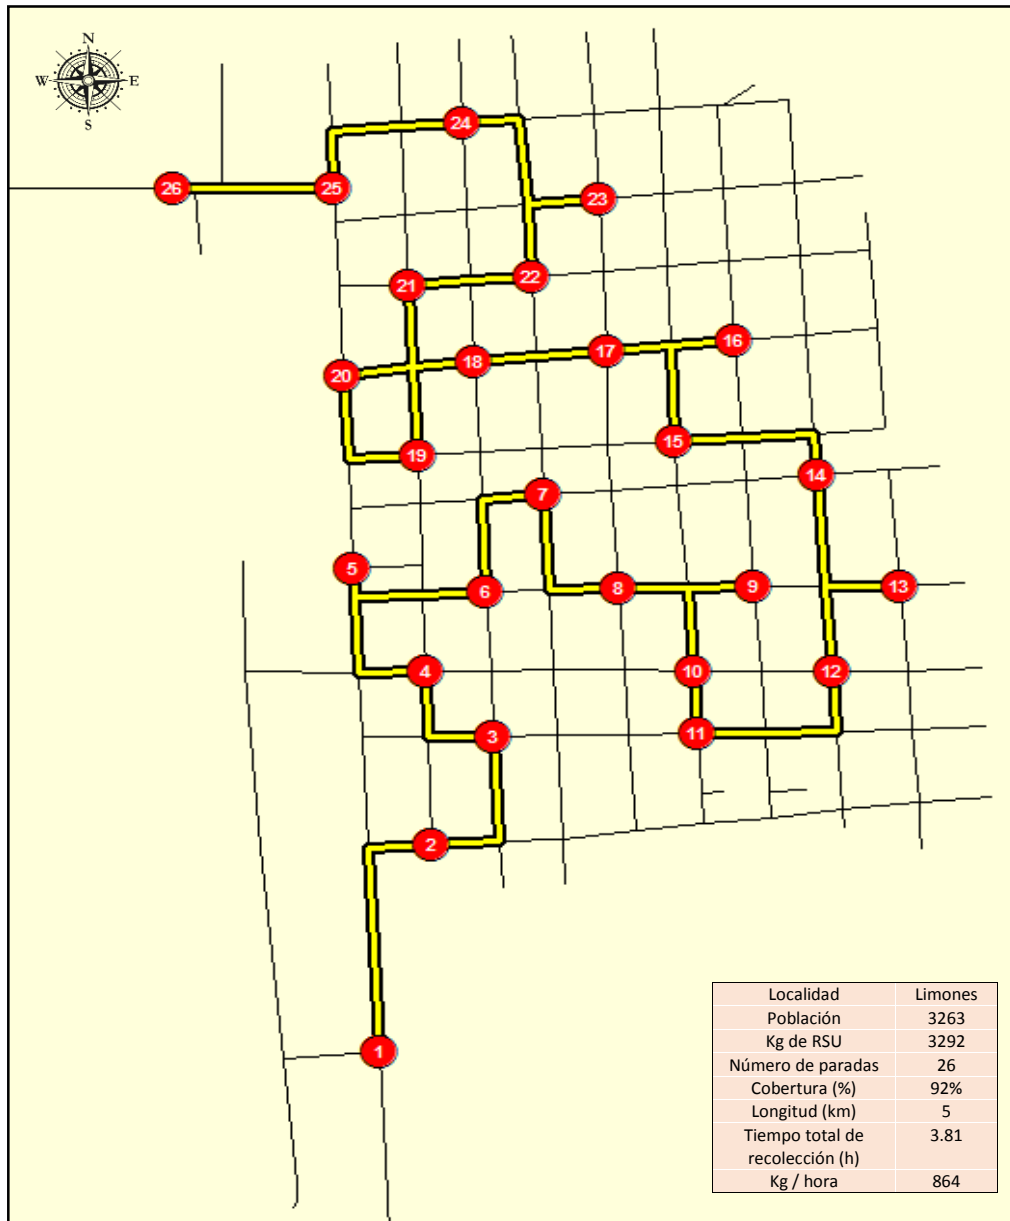 N
W E
S
24
26 25 23
21 22
20 18 17 16
19 15
7 14
5 6 8 9 13
4 10 12
3 11
2
1
Localidad Limones
Población 3263
Kg de RSU 3292
Número de paradas 26
Cobertura (%) 92%
Longitud (km) 5
Tiempo total de 3.81
recolección (h)
Kg / hora 864